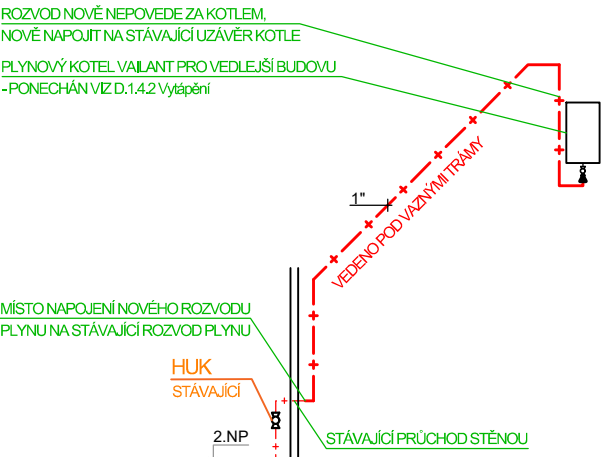 ROZVOD NOVĚ NEPOVEDE ZA KOTLEM,
NOVĚ NAPOJIT NA STÁVAJÍCÍ UZÁVĚR KOTLE
PLYNOVÝ KOTEL VAILANT PRO VEDLEJŠÍ BUDOVU
-PONECHÁN VIZ D.1.4.2 Vytápění
1"
VEDENO POD VAZNÝMI TRÁMY
MÍSTO NAPOJENÍ NOVÉHO ROZVODU
PLYNU NA STÁVAJÍCÍ ROZVOD PLYNU
HUK
STÁVAJÍCÍ
2.NP
STÁVAJÍCÍ PRŮCHOD STĚNOU